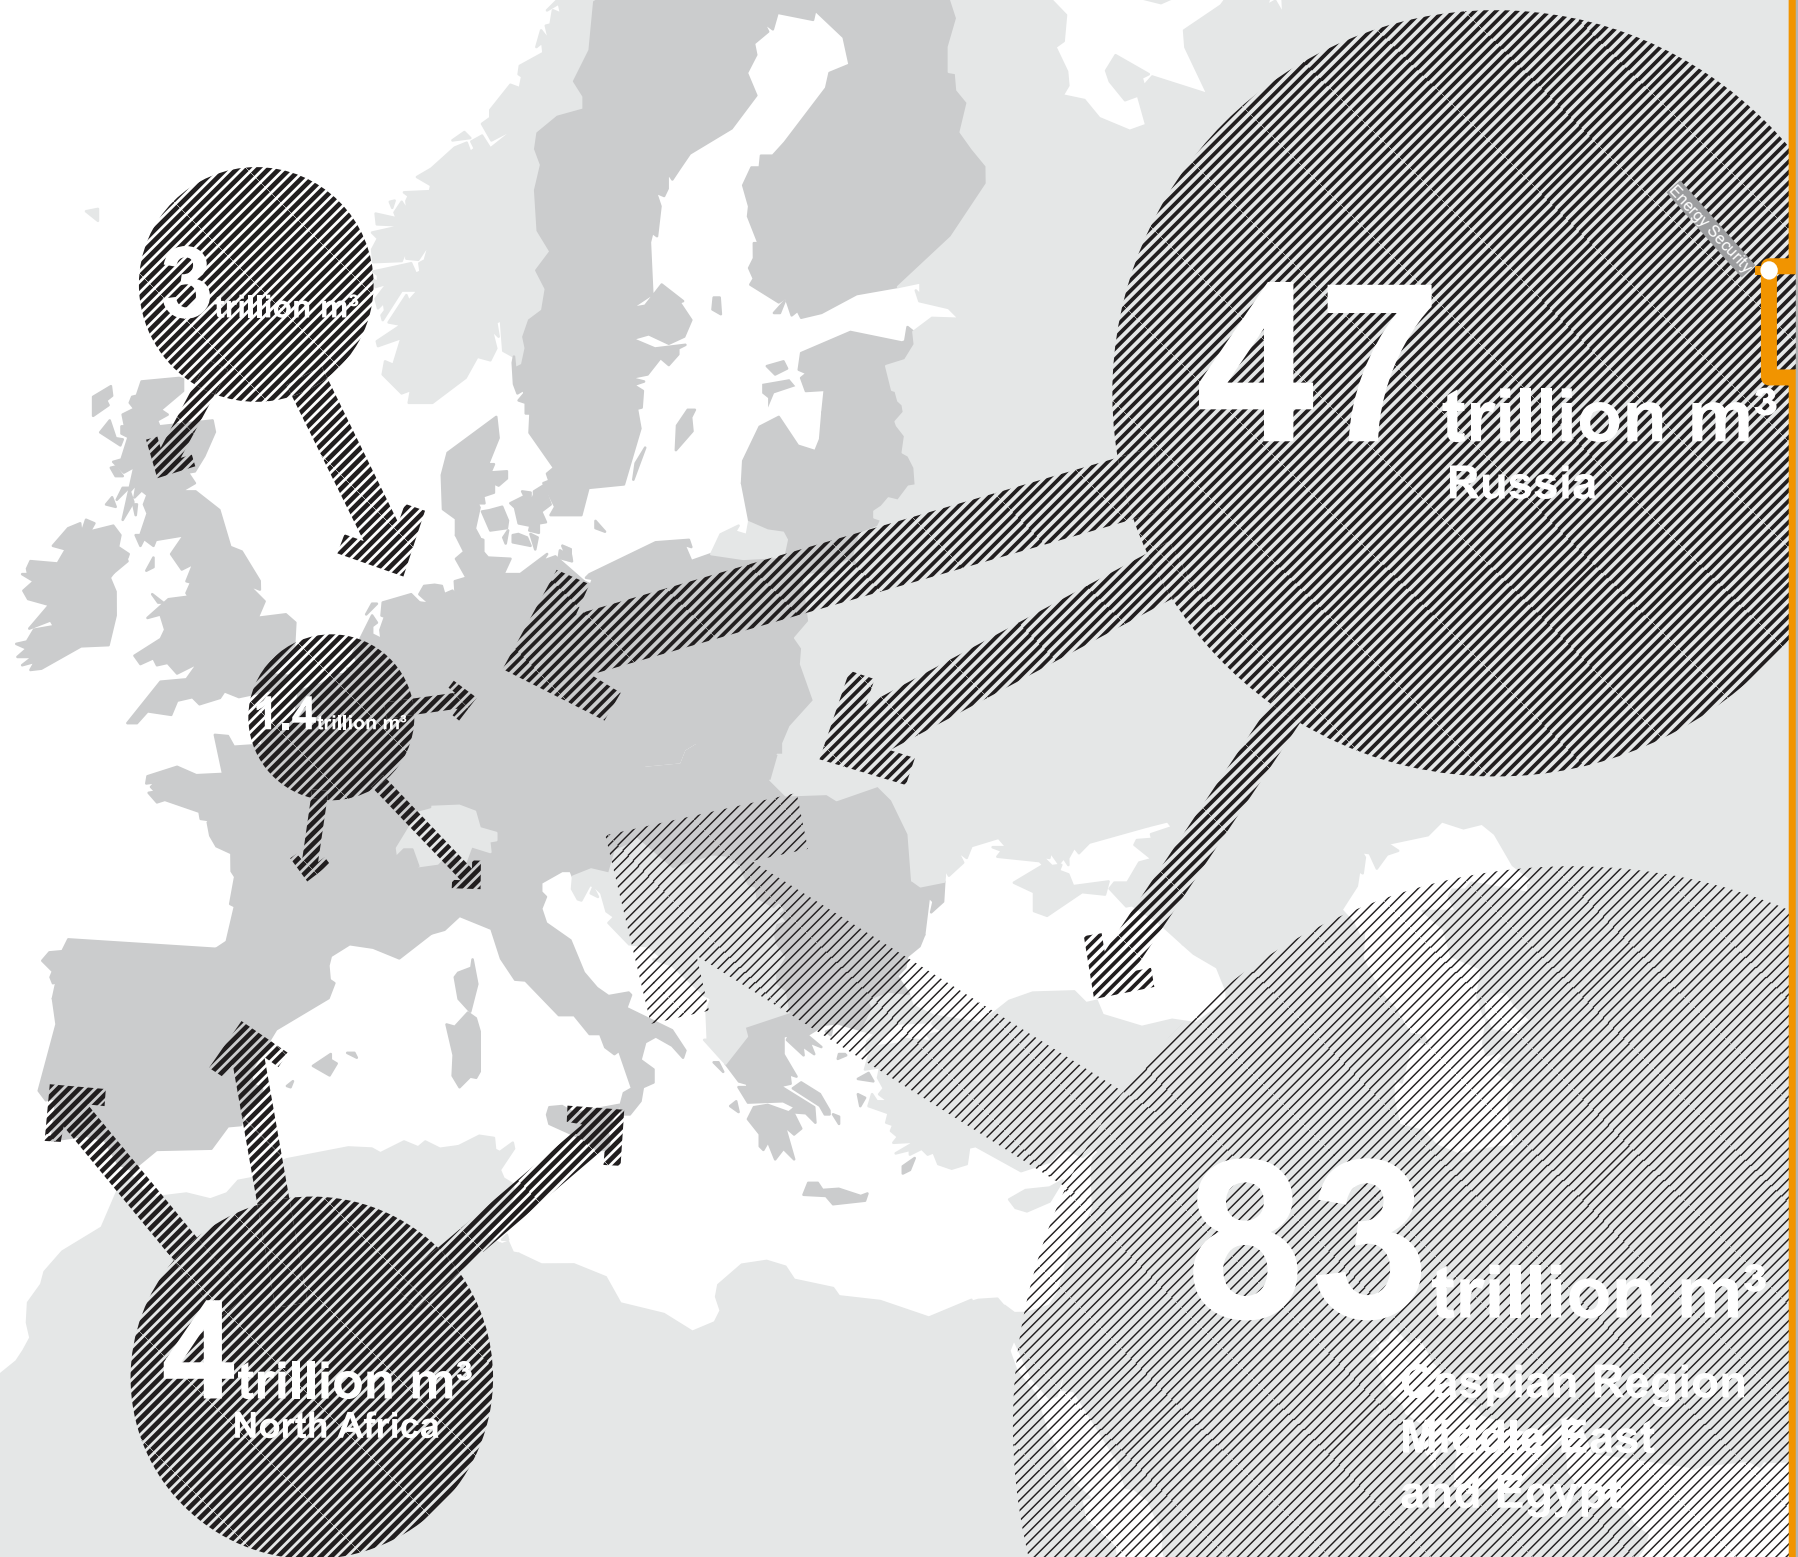 3 trillion m³
Energy Security
47 trillion m³
Russia
1.4 trillion m³
83 trillion m³
4 trillion m³
North Africa
Caspian Region
Middle East
and Egypt